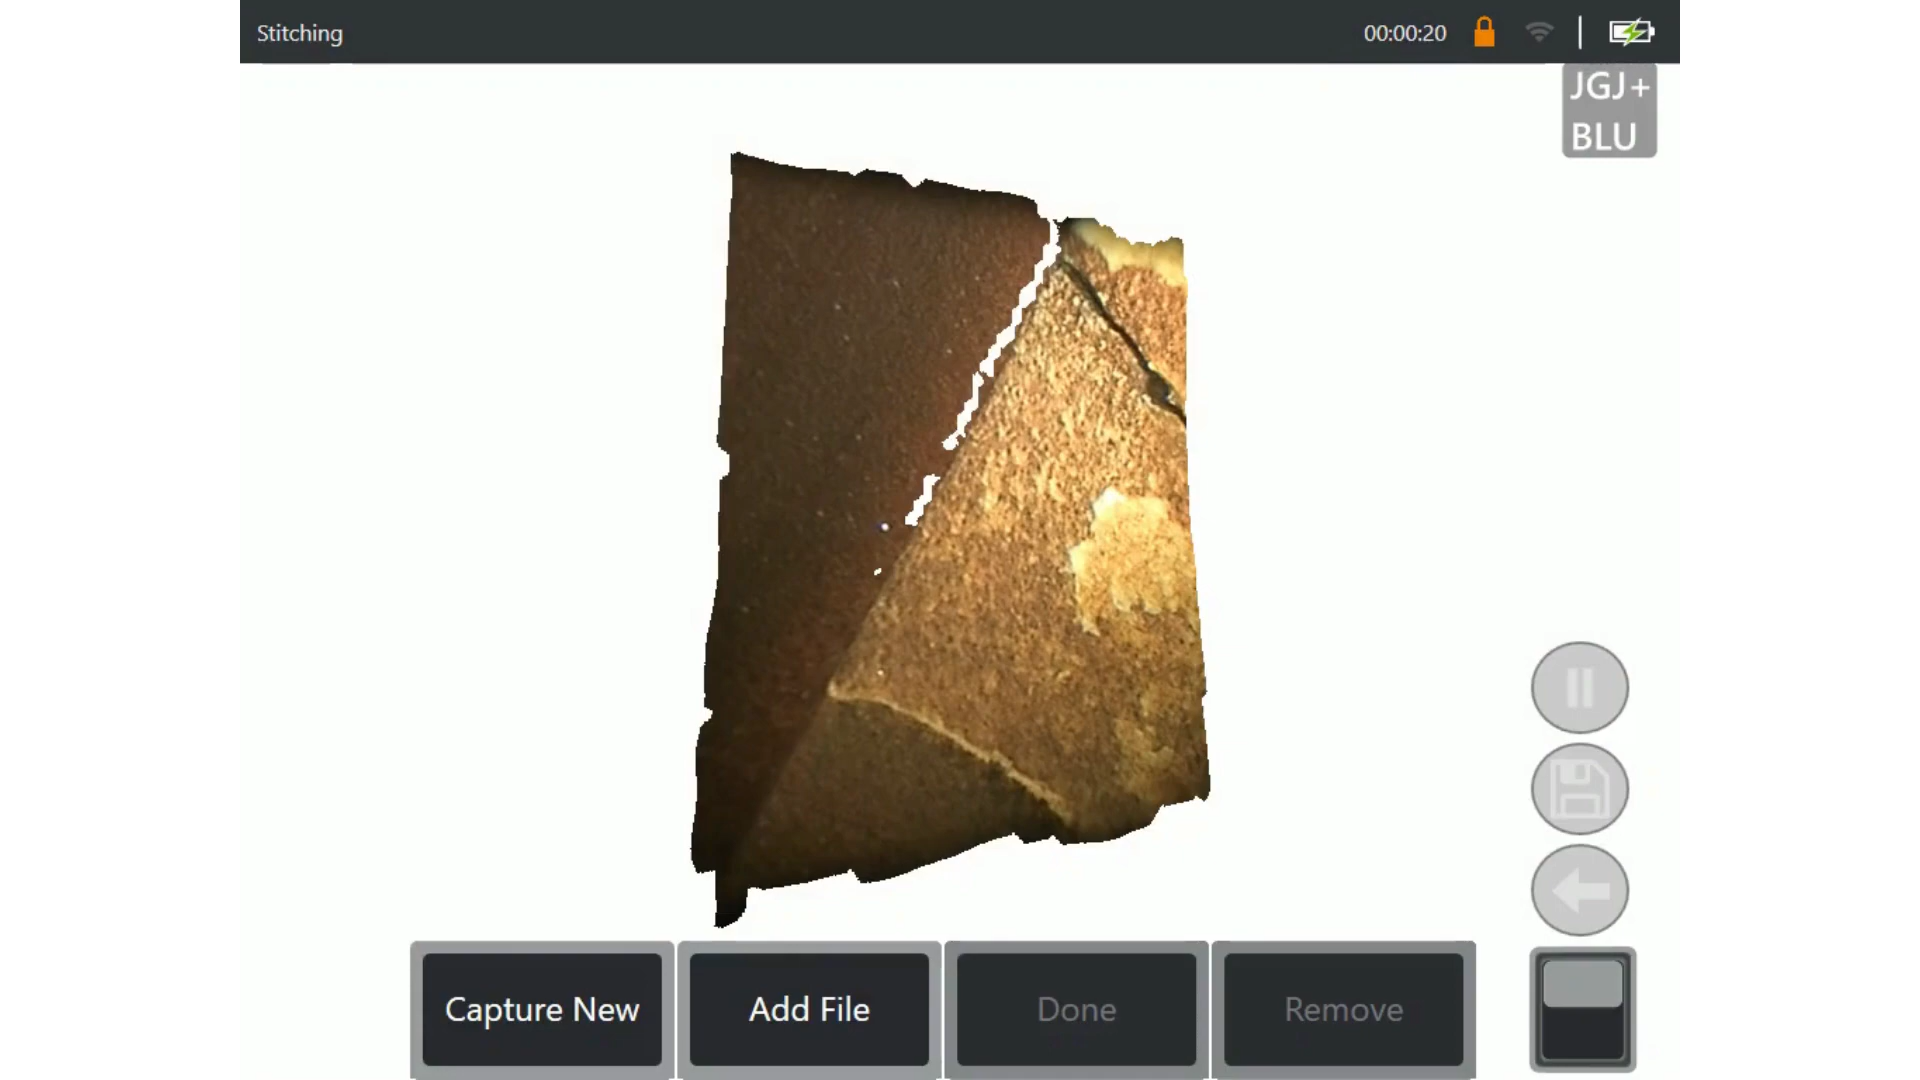 Stitching
00:00:20
JGJ+
BLU
Capture New
Add File
Done
Remove